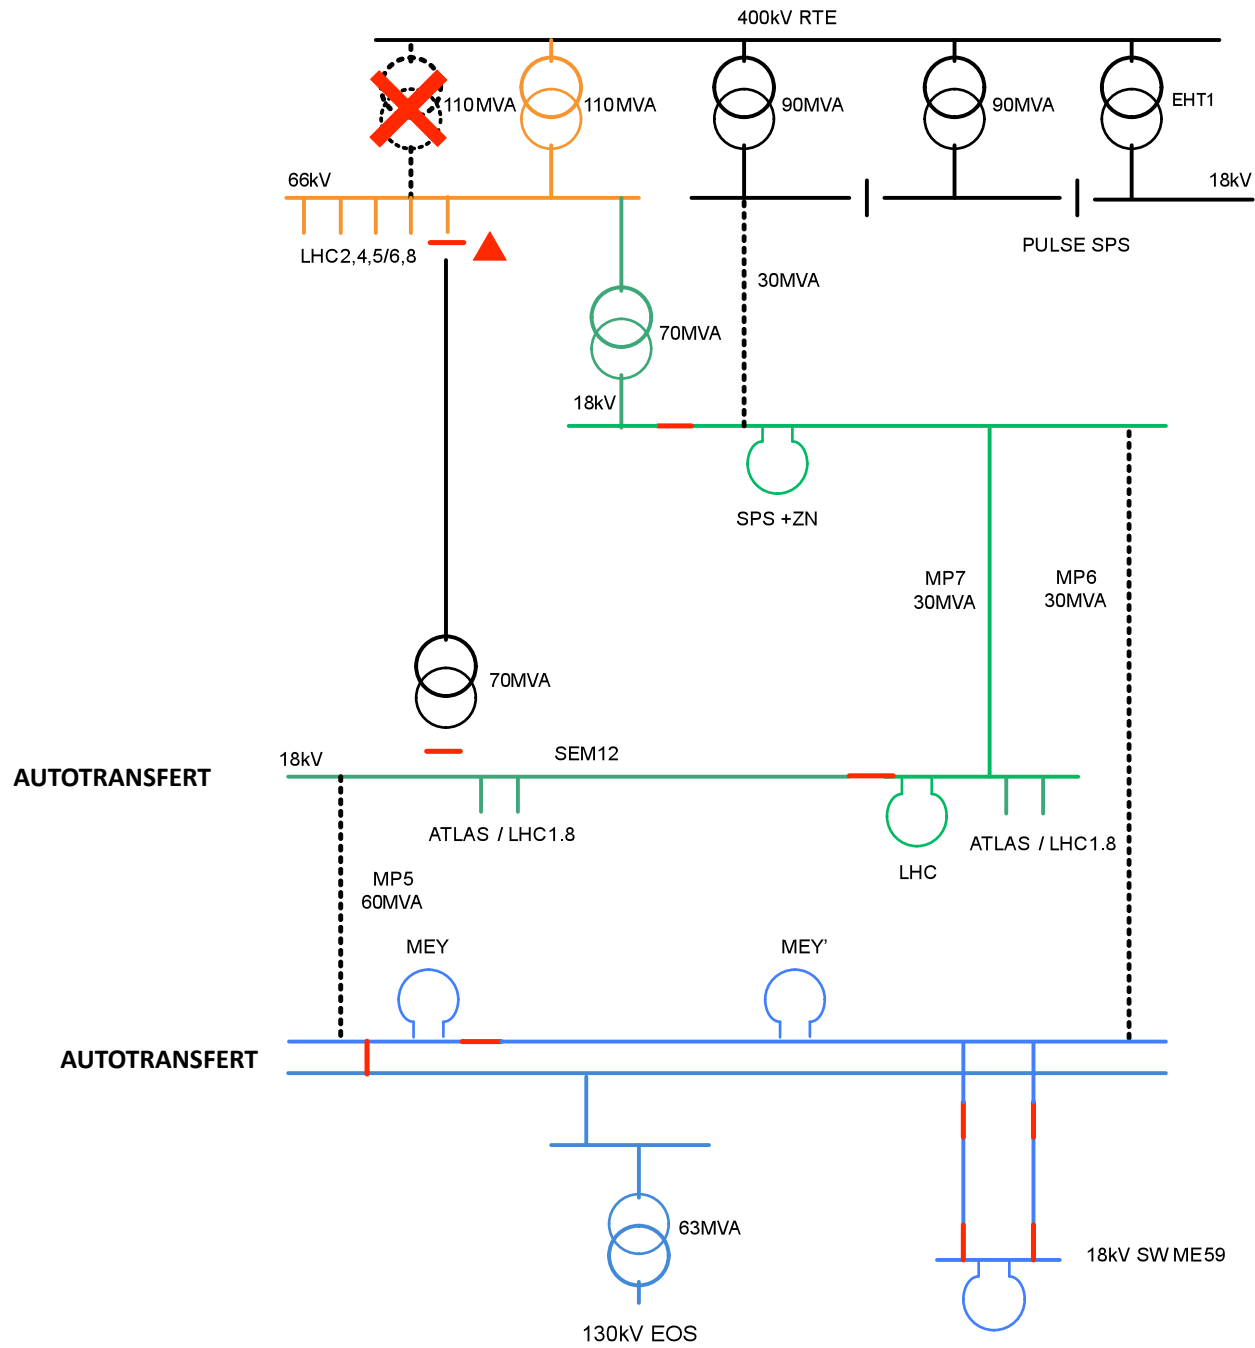 400kV RTE
110MVA
110MVA
90MVA
90MVA
EHT1
66kV
18kV
LHC2,4,5/6,8
PULSE SPS
30MVA
70MVA
18kV
SPS +ZN
MP7
30MVA
MP6
30MVA
70MVA
SEM12
18kV
AUTOTRANSFERT
ATLAS / LHC1.8
ATLAS / LHC1.8
LHC
MP5
60MVA
MEY
MEY’
AUTOTRANSFERT
63MVA
18kV SW ME59
130kV EOS